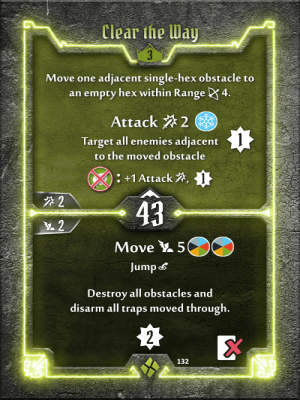 Clear the Way
3
Move one adjacent single-hex obstacle to
an empty hex within Range 4.
Attack 2
Target all enemies adjacent
to the moved obstacle
1
: +1 Attack , 1
2
43
2
Move 5
Jump
Destroy all obstacles and
disarm all traps moved through.
2
132